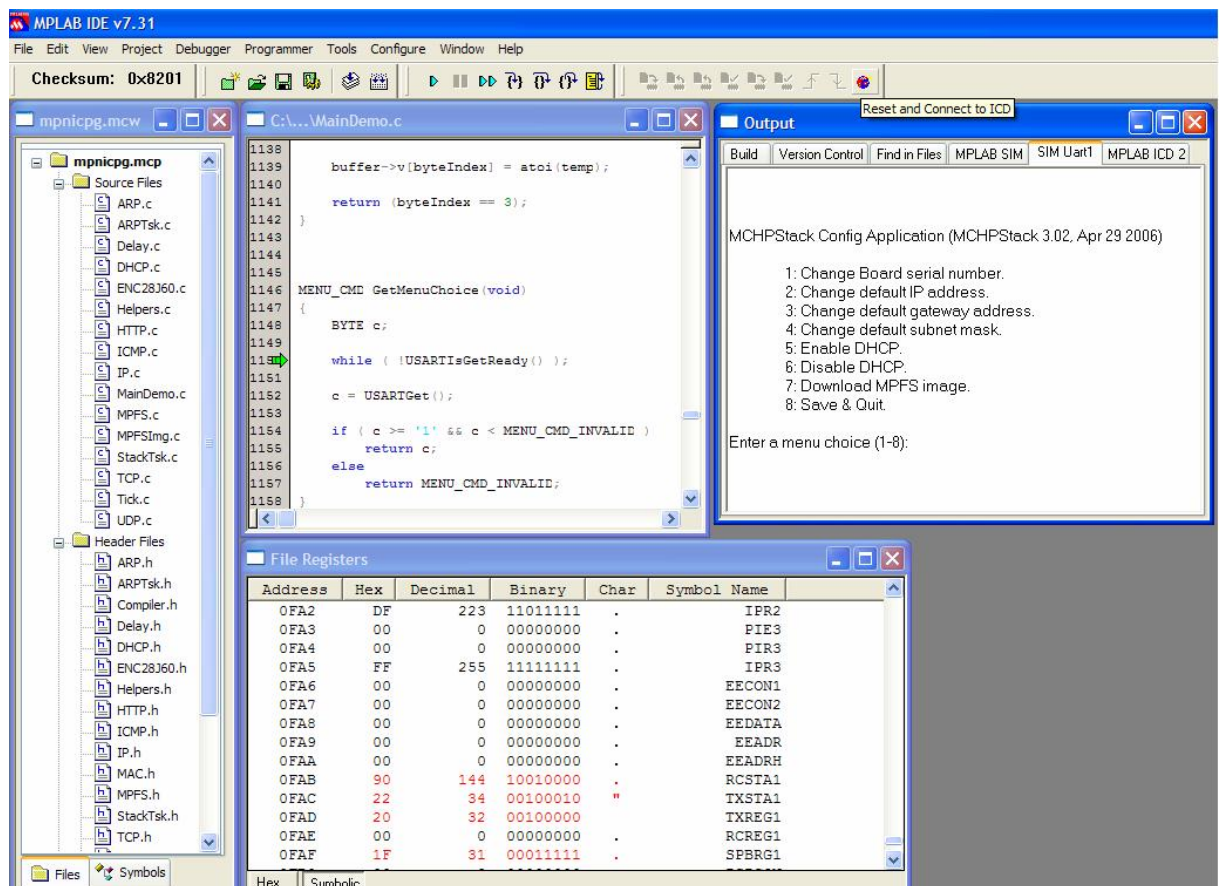 MPLAB IDE v7.31
File Edit View Project Debugger Programmer Tools Configure Window Help
Checksum: 0x8201
Reset and Connect to ICD
mpnicpg.mcw
mpnicpg.mcp
Source Files
ARP.c
ARPTsk.c
Delay.c
DHCP.c
ENC28J60.c
Helpers.c
HTTP.c
ICMP.c
IP.c
MainDemo.c
MPFS.c
MPFSImg.c
StackTsk.c
TCP.c
Tick.c
UDP.c
Header Files
ARP.h
ARPTsk.h
Compiler.h
Delay.h
DHCP.h
ENC28J60.h
Helpers.h
HTTP.h
ICMP.h
IP.h
MAC.h
MPFS.h
StackTsk.h
TCP.h
Files Symbols
C:\...\MainDemo.c
1138
1139 buffer->v[byteIndex] = atoi(temp);
1140
1141 return (byteIndex == 3);
1142 }
1143
1144
1145
1146 MENU_CMD GetMenuChoice(void)
1147 {
1148 BYTE c;
1149
1150 while ( !USARTIsGetReady() );
1151
1152 c = USARTGet();
1153
1154 if ( c >= '1' && c < MENU_CMD_INVALID )
1155 return c;
1156 else
1157 return MENU_CMD_INVALID;
1158 }
Output
Build Version Control Find in Files MPLAB SIM SIM Uart1 MPLAB ICD 2
MCHPStack Config Application (MCHPStack 3.02, Apr 29 2006)
1: Change Board serial number.
2: Change default IP address.
3: Change default gateway address.
4: Change default subnet mask.
5: Enable DHCP.
6: Disable DHCP.
7: Download MPFS image.
8: Save & Quit.
Enter a menu choice (1-8):
File Registers
Address Hex Decimal Binary Char Symbol Name
0FA2 DF 223 11011111 . IPR2
0FA3 00 0 00000000 . PIE3
0FA4 00 0 00000000 . PIR3
0FA5 FF 255 11111111 . IPR3
0FA6 00 0 00000000 . EECON1
0FA7 00 0 00000000 . EECON2
0FA8 00 0 00000000 . EEDATA
0FA9 00 0 00000000 . EEADR
0FAA 00 0 00000000 . EEADRH
0FAB 90 144 10010000 . RCSTA1
0FAC 22 34 00100010 " TXSTA1
0FAD 20 32 00100000 TXREG1
0FAE 00 0 00000000 . RCREG1
0FAF 1F 31 00011111 . SPBRG1
Hex Symbolic